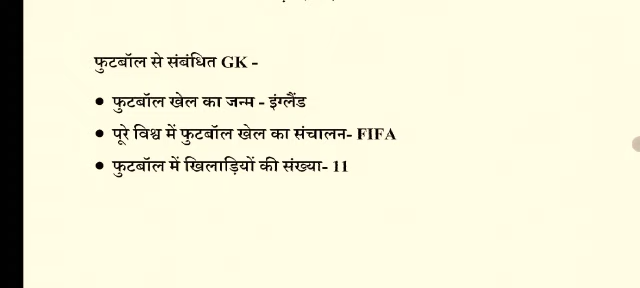 फुटबॉल से संबंधित GK -
● फुटबॉल खेल का जन्म - इंग्लैंड
● पूरे विश्व में फुटबॉल खेल का संचालन- FIFA
● फुटबॉल में खिलाड़ियों की संख्या- 11